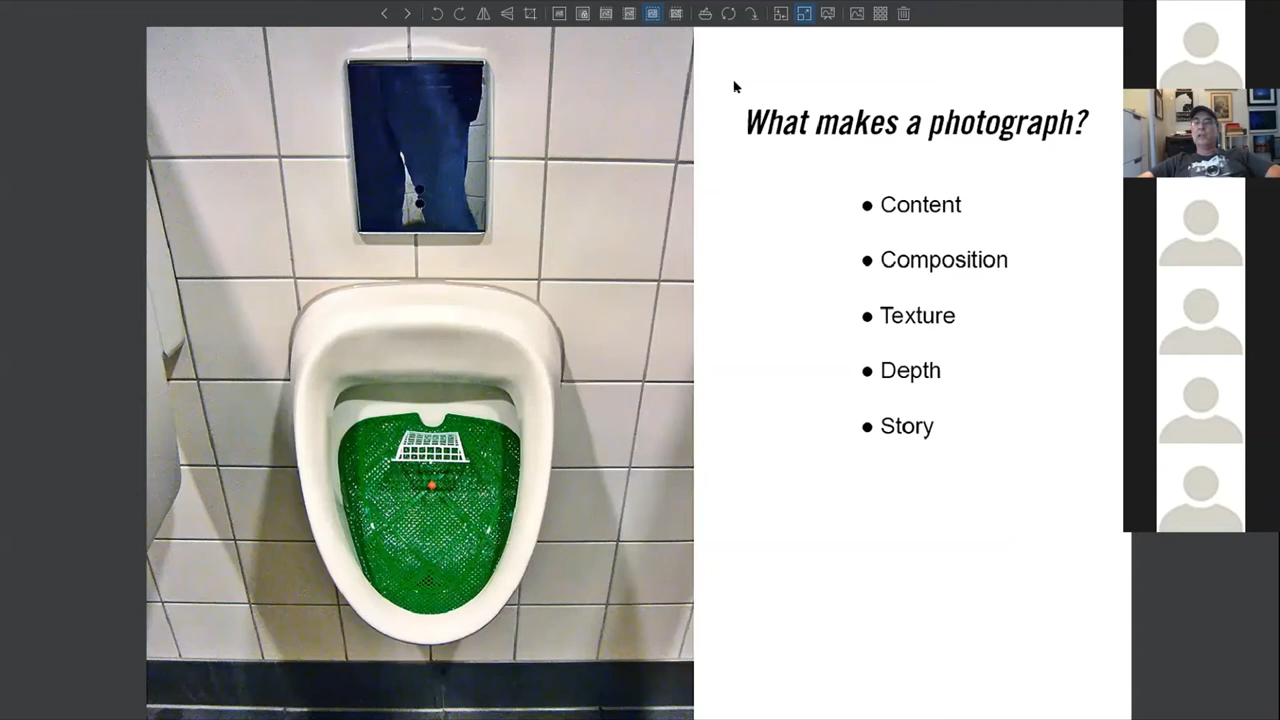 What makes a photograph?
● Content
● Composition
● Texture
● Depth
● Story